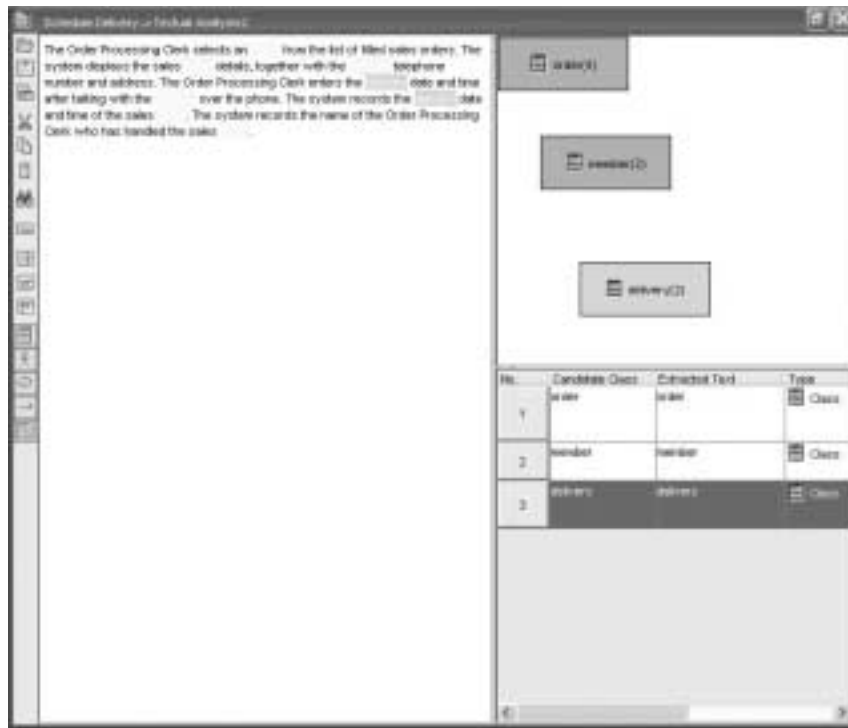 Schedule Delivery -> Textual Analysis
The Order Processing Clerk selects an from the list of filled sales orders. The
system displays the sales details, together with the telephone
number and address. The Order Processing Clerk enters the date and time
after talking with the over the phone. The system records the date
and time of the sales . The system records the name of the Order Processing
Clerk who has handled the sales .
order(4)
member(2)
delivery(2)
No. Candidate Class Extracted Text Type
1 order order Class
2 member member Class
3 delivery delivery Class